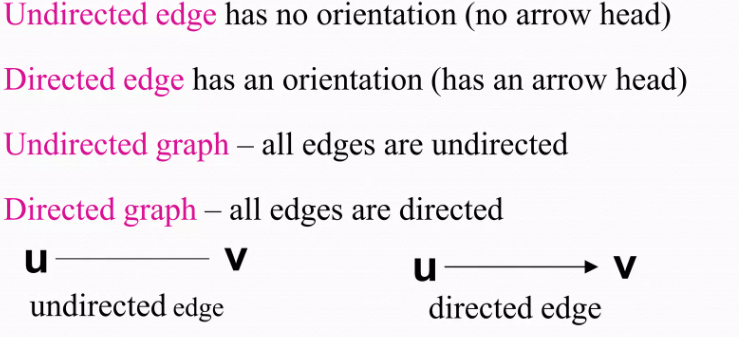 Undirected edge has no orientation (no arrow head)
Directed edge has an orientation (has an arrow head)
Undirected graph – all edges are undirected
Directed graph – all edges are directed
u v
undirected edge
u v
directed edge